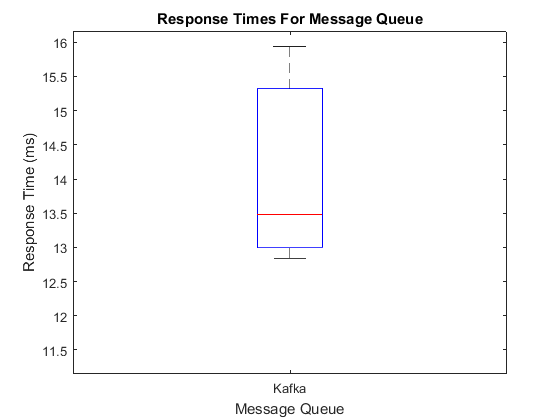 Response Times For Message Queue
16
15.5
15
14.5
14
13.5
13
12.5
12
11.5
Response Time (ms)
Kafka
Message Queue